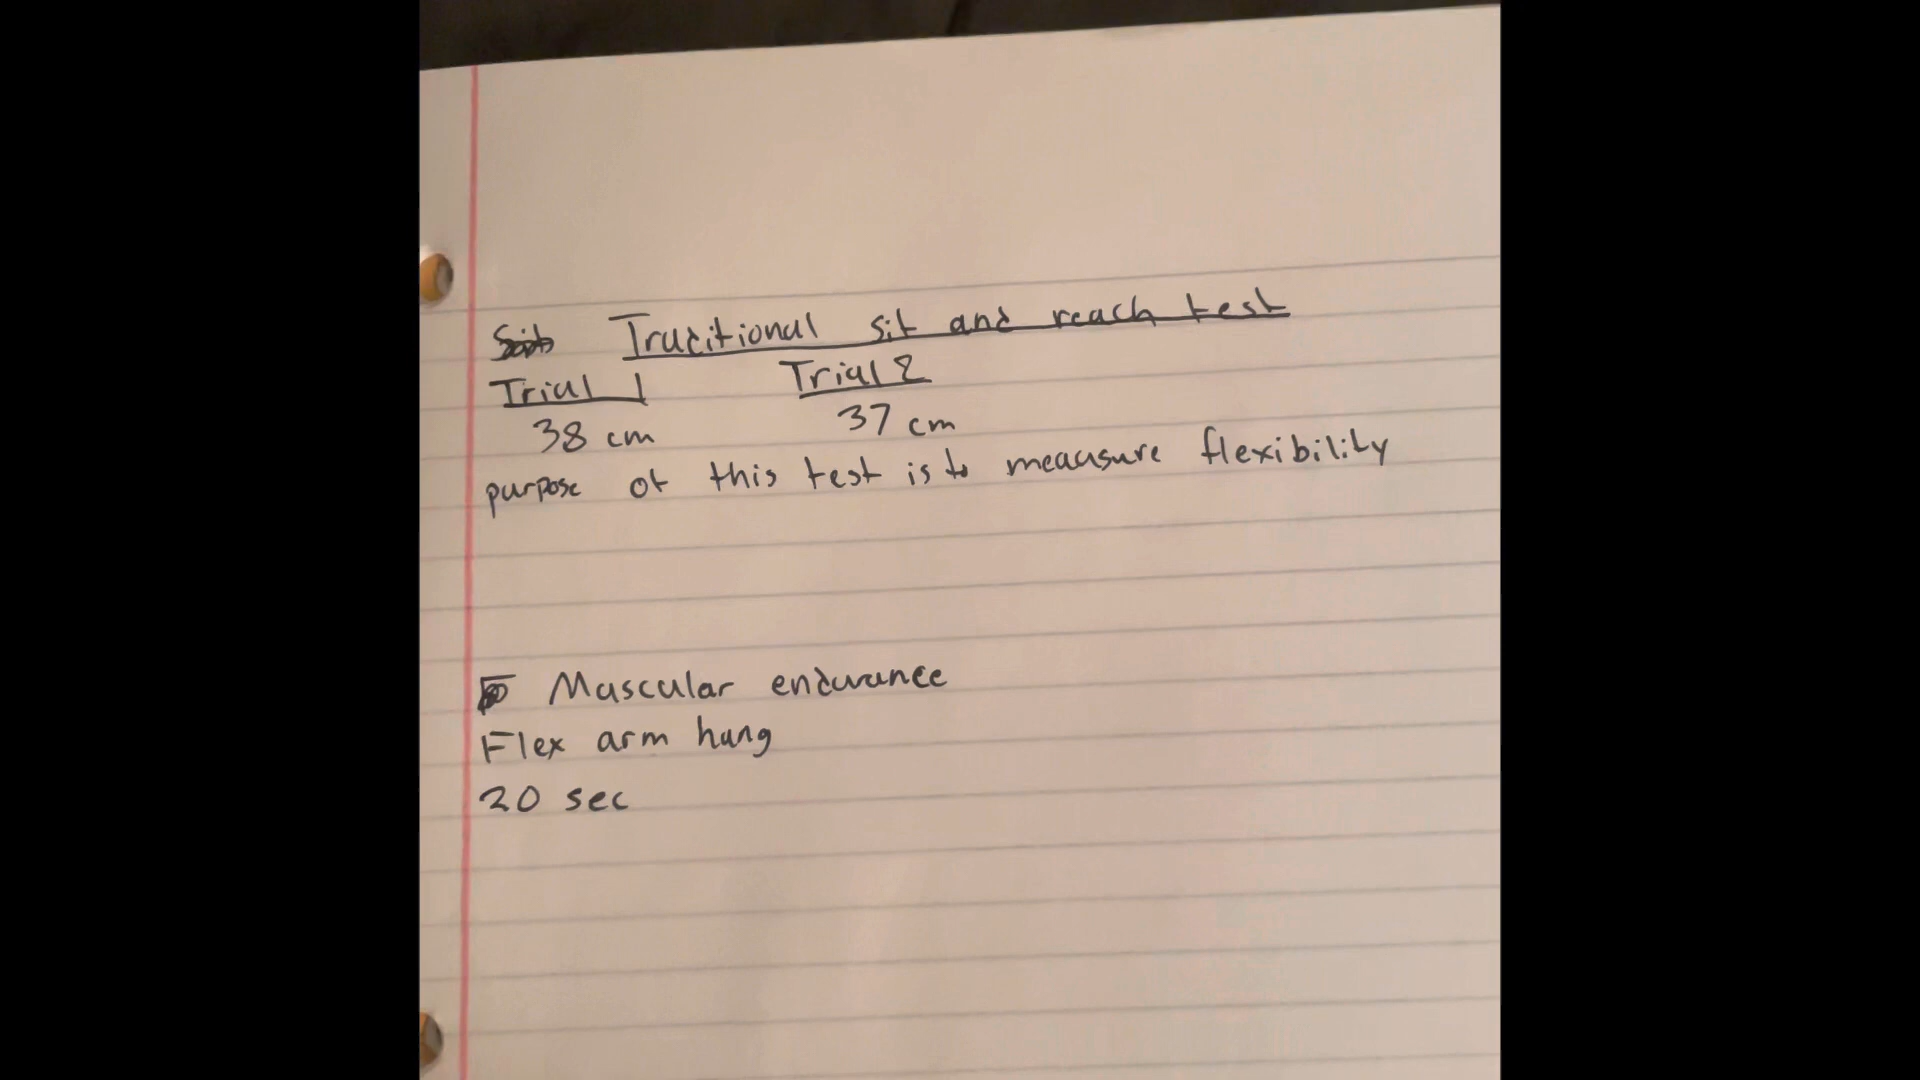 Traditional sit and reach test
Trial 1 Trial 2
38 cm 37 cm
purpose of this test is to meausure flexibility
Muscular endurance
Flex arm hang
20 sec